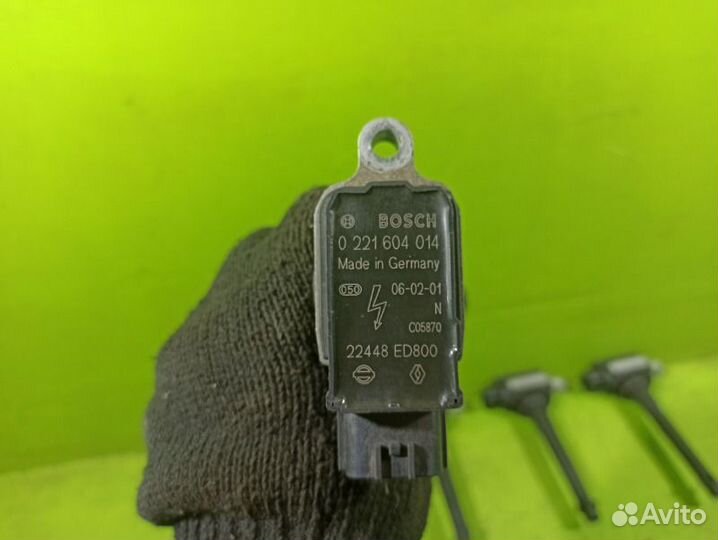 BOSCH
0 221 604 014
Made in Germany
050 06-02-01
N
C05870
22448 ED800
Avito